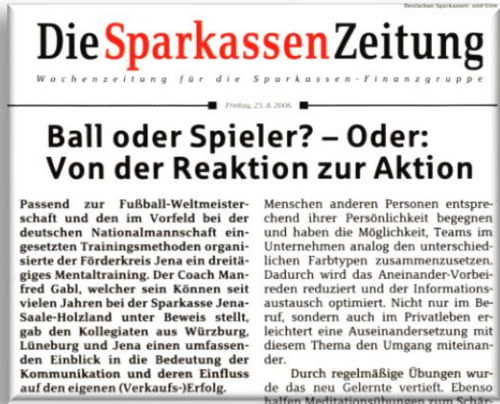 Deutschen Sparkassen- und Giro
Die Sparkassen Zeitung
Wochenzeitung für die Sparkassen-Finanzgruppe
Freitag, 25. 8. 2006
Ball oder Spieler? – Oder:
Von der Reaktion zur Aktion
Passend zur Fußball-Weltmeister-
schaft und den im Vorfeld bei der
deutschen Nationalmannschaft ein-
gesetzten Trainingsmethoden organi-
sierte der Förderkreis Jena ein dreitä-
giges Mentaltraining. Der Coach Man-
fred Gabl, welcher sein Können seit
vielen Jahren bei der Sparkasse Jena-
Saale-Holzland unter Beweis stellt,
gab den Kollegiaten aus Würzburg,
Lüneburg und Jena einen umfassen-
den Einblick in die Bedeutung der
Kommunikation und deren Einfluss
auf den eigenen (Verkaufs-)Erfolg.
Menschen anderen Personen entspre-
chend ihrer Persönlichkeit begegnen
und haben die Möglichkeit, Teams im
Unternehmen analog den unterschied-
lichen Farbtypen zusammenzusetzen.
Dadurch wird das Aneinander-Vorbei-
reden reduziert und der Informations-
austausch optimiert. Nicht nur im Be-
ruf, sondern auch im Privatleben er-
leichtert eine Auseinandersetzung mit
diesem Thema den Umgang miteinan-
der.
Durch regelmäßige Übungen wur-
de das neu Gelernte vertieft. Ebenso
halfen Meditationsübungen zum Schär-